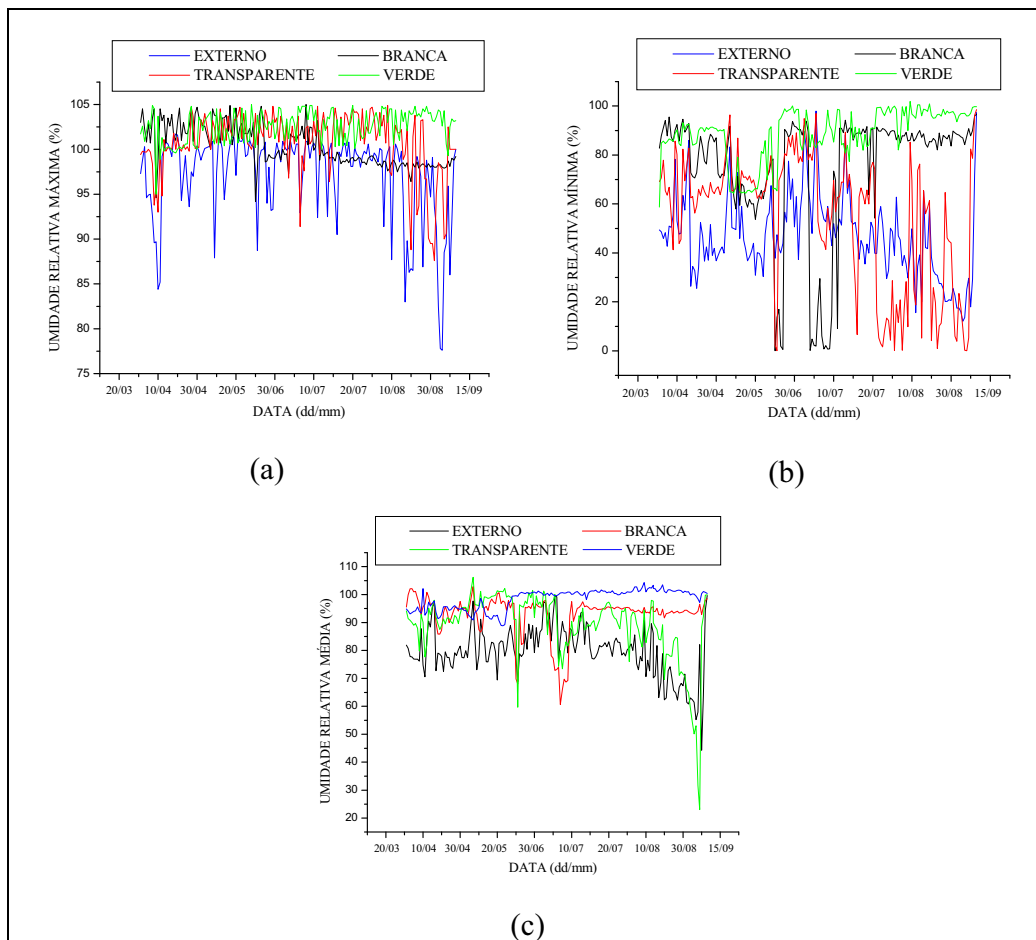 EXTERNO BRANCA
TRANSPARENTE VERDE
UMIDADE RELATIVA MÁXIMA (%)
105
100
95
90
85
80
75
20/03 10/04 30/04 20/05 30/06 10/07 20/07 10/08 30/08 15/09
DATA (dd/mm)
(a)
EXTERNO BRANCA
TRANSPARENTE VERDE
UMIDADE RELATIVA MÍNIMA (%)
100
80
60
40
20
0
20/03 10/04 30/04 20/05 30/06 10/07 20/07 10/08 30/08 15/09
DATA (dd/mm)
(b)
EXTERNO BRANCA
TRANSPARENTE VERDE
UMIDADE RELATIVA MÉDIA (%)
110
100
90
80
70
60
50
40
30
20
20/03 10/04 30/04 20/05 30/06 10/07 20/07 10/08 30/08 15/09
DATA (dd/mm)
(c)